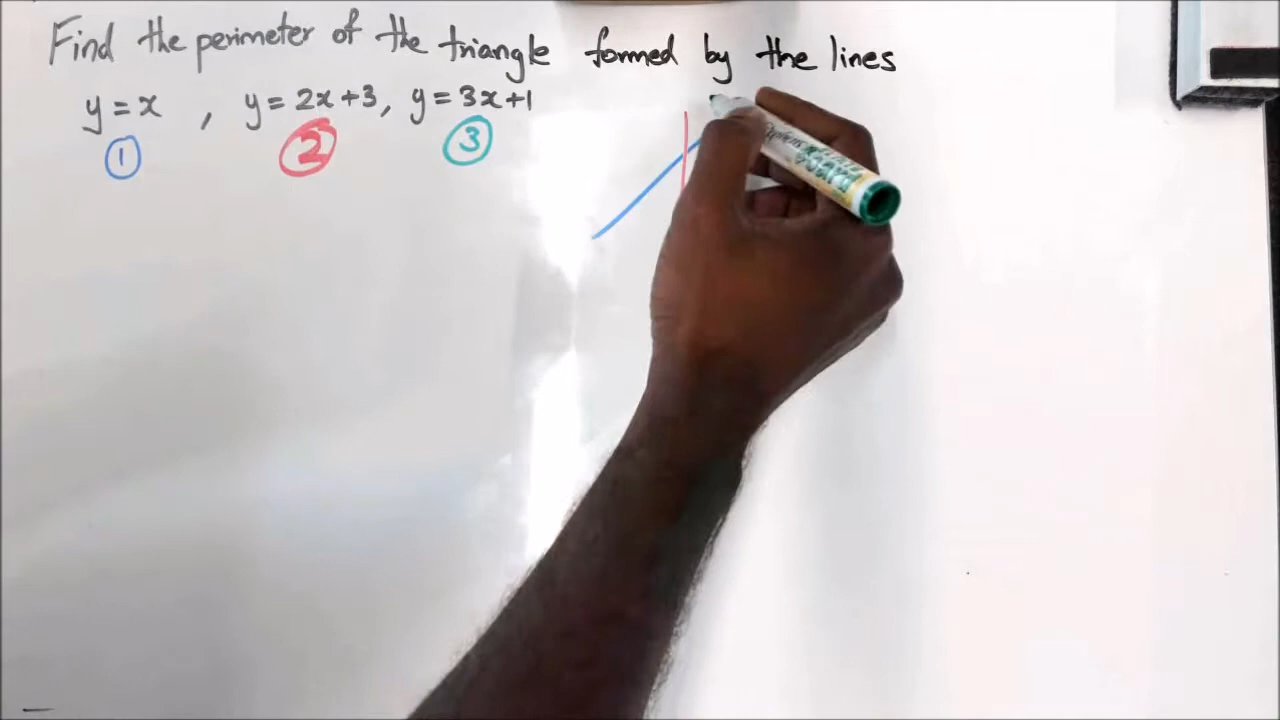 Find the perimeter of the triangle formed by the lines
y = x , y = 2x+3, y = 3x+1
1 2 3